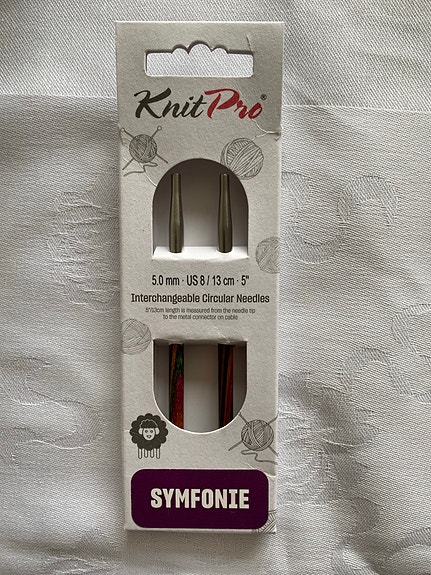 KnitPro®
5.0 mm · US 8 / 13 cm · 5"
Interchangeable Circular Needles
5"/13cm length is measured from the needle tip
to the metal connector on cable
SYMFONIE